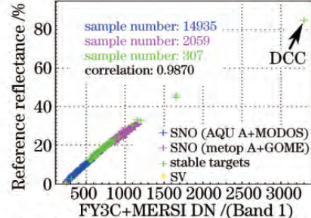 80
60
40
20
0
Reference reflectance /%
sample number: 14935
sample number: 2059
sample number: 307
correlation: 0.9870
DCC
SNO (AQU A+MODOS)
SNO (metop A+GOME)
stable targets
SV
500 1000 1500 2000 2500 3000
FY3C+MERSI DN /(Band 1)